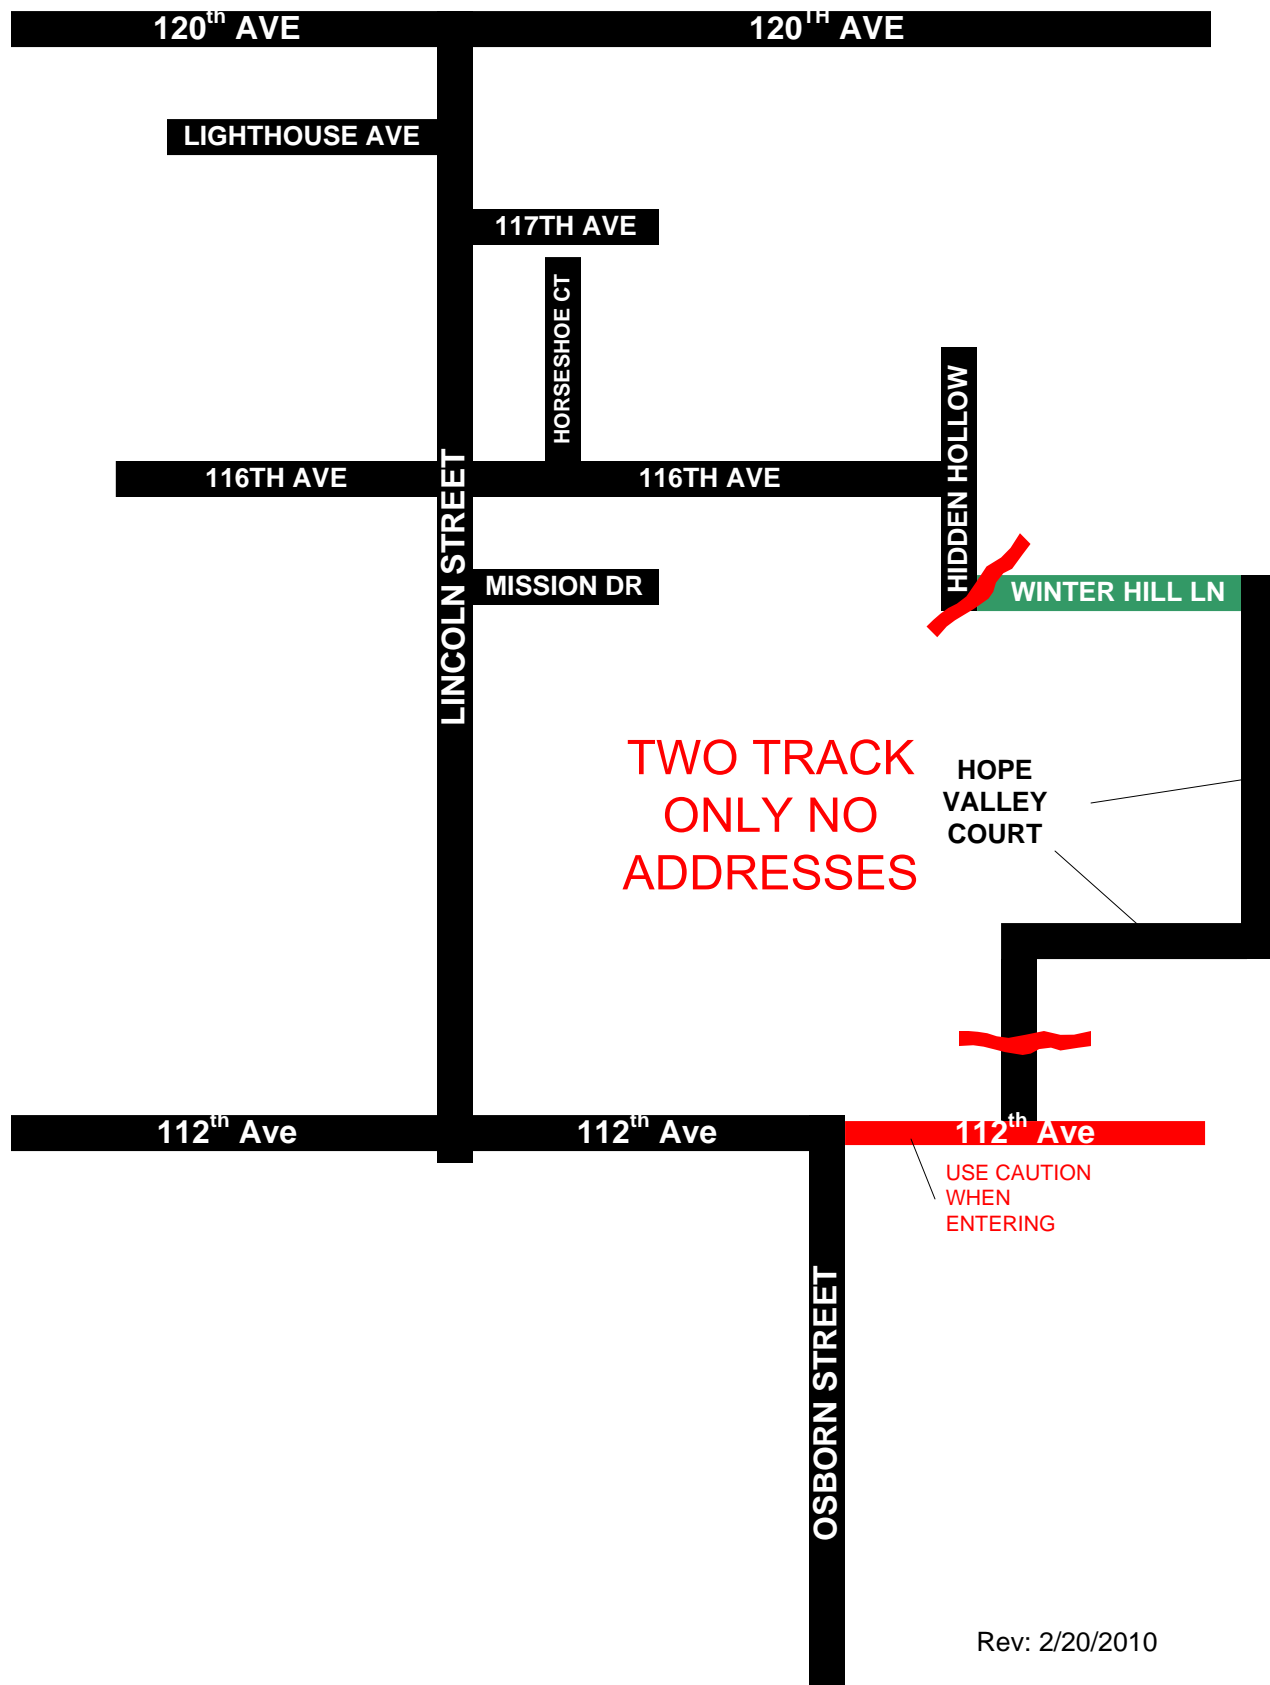 120th AVE
120TH AVE
LIGHTHOUSE AVE
117TH AVE
HORSESHOE CT
HIDDEN HOLLOW
116TH AVE
116TH AVE
LINCOLN STREET
MISSION DR
WINTER HILL LN
TWO TRACK
ONLY NO
ADDRESSES
HOPE
VALLEY
COURT
112th Ave
112th Ave
112th Ave
USE CAUTION
WHEN
ENTERING
OSBORN STREET
Rev: 2/20/2010